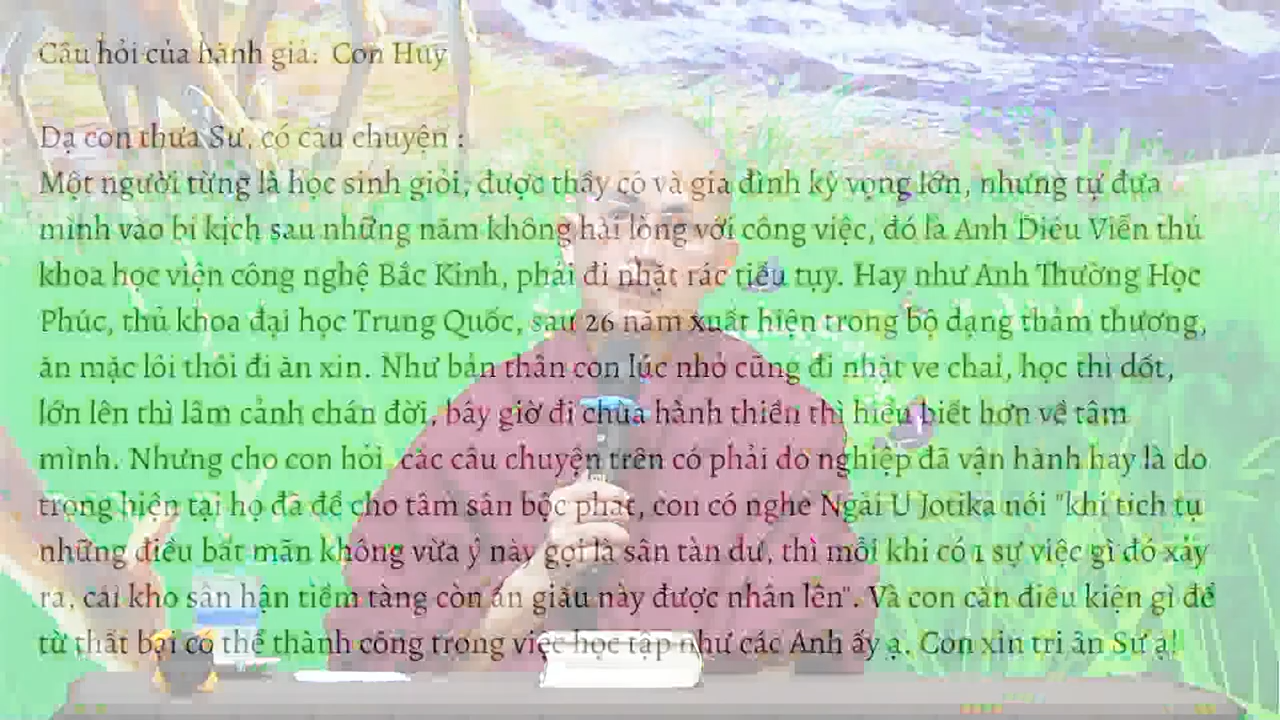 Câu hỏi của hành giả: Con Huy
Dạ con thưa Sư, có câu chuyện :
Một người từng là học sinh giỏi, được thầy cô và gia đình kỳ vọng lớn, nhưng tự đưa
mình vào bi kịch sau những năm không hài lòng với công việc, đó là Anh Diêu Viễn thủ
khoa học viện công nghệ Bắc Kinh, phải đi nhặt rác tiều tụy. Hay như Anh Thường Học
Phúc, thủ khoa đại học Trung Quốc, sau 26 năm xuất hiện trong bộ dạng thảm thương,
ăn mặc lôi thôi đi ăn xin. Như bản thân con lúc nhỏ cũng đi nhặt ve chai, học thì dốt,
lớn lên thì lâm cảnh chán đời, bây giờ đi chùa hành thiền thì hiểu biết hơn về tâm
mình. Nhưng cho con hỏi các câu chuyện trên có phải do nghiệp đã vận hành hay là do
trong hiện tại họ đã để cho tâm sân bộc phát, con có nghe Ngài U Jotika nói "khi tích tụ
những điều bất mãn không vừa ý này gọi là sân tàn dư, thì mỗi khi có 1 sự việc gì đó xảy
ra, cái kho sân hận tiềm tàng còn ẩn giấu này được nhân lên". Và con cần điều kiện gì để
từ thất bại có thể thành công trong việc học tập như các Anh ấy ạ. Con xin tri ân Sư ạ!